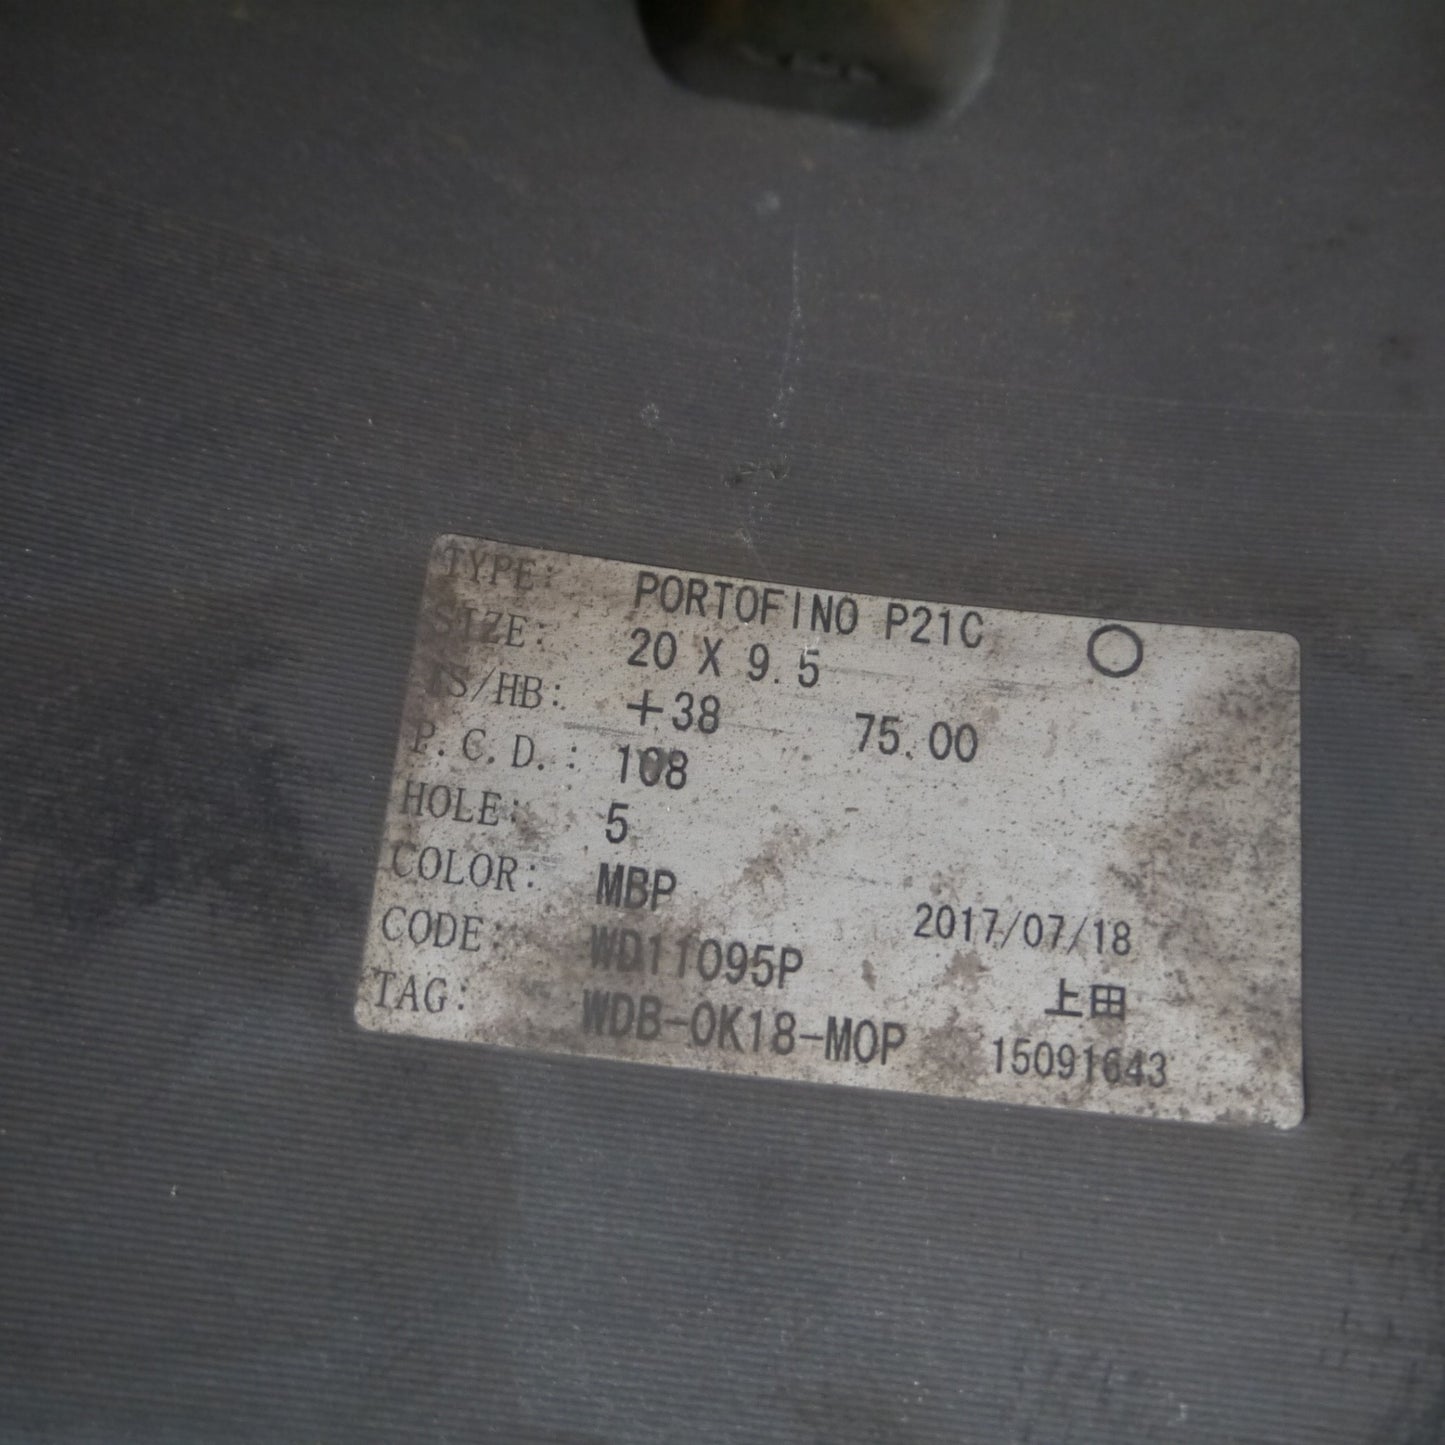 TYPE: PORTOFINO P21C ○
SIZE: 20 X 9.5
IS/HB: +38 75.00
P.C.D.: 108
HOLE: 5
COLOR: MBP 2017/07/18
CODE: WD11095P 上田
TAG: WDB-OK18-MOP 15091643